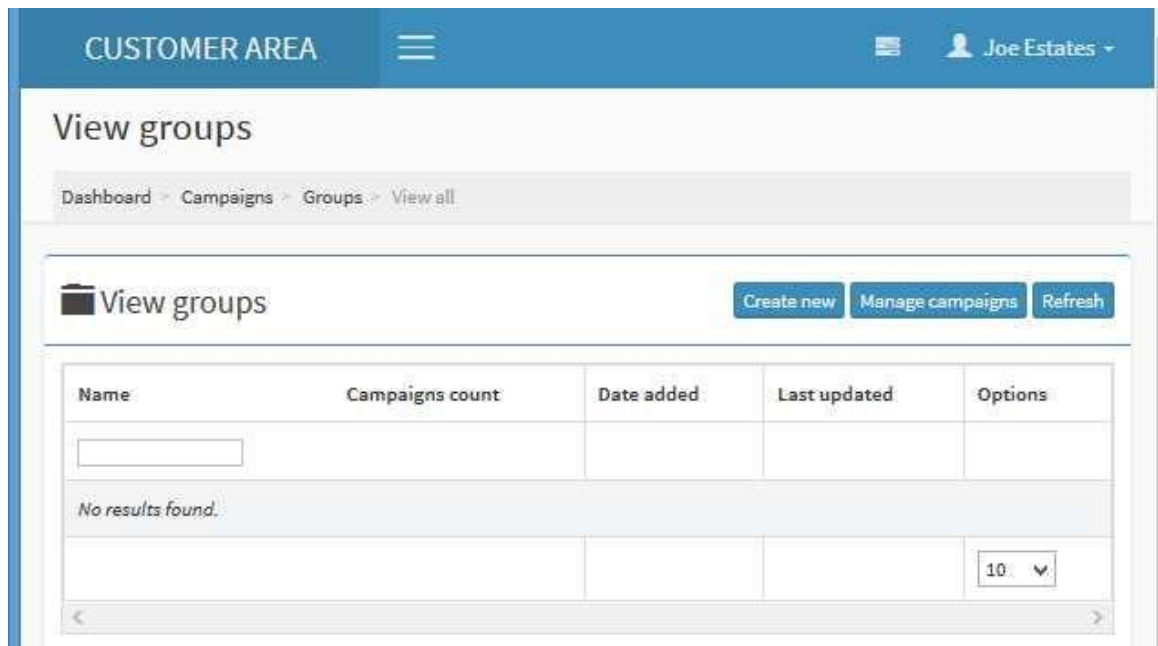 CUSTOMER AREA Joe Estates
View groups
Dashboard > Campaigns > Groups > View all
View groups Create new Manage campaigns Refresh
Name Campaigns count Date added Last updated Options
No results found.
10